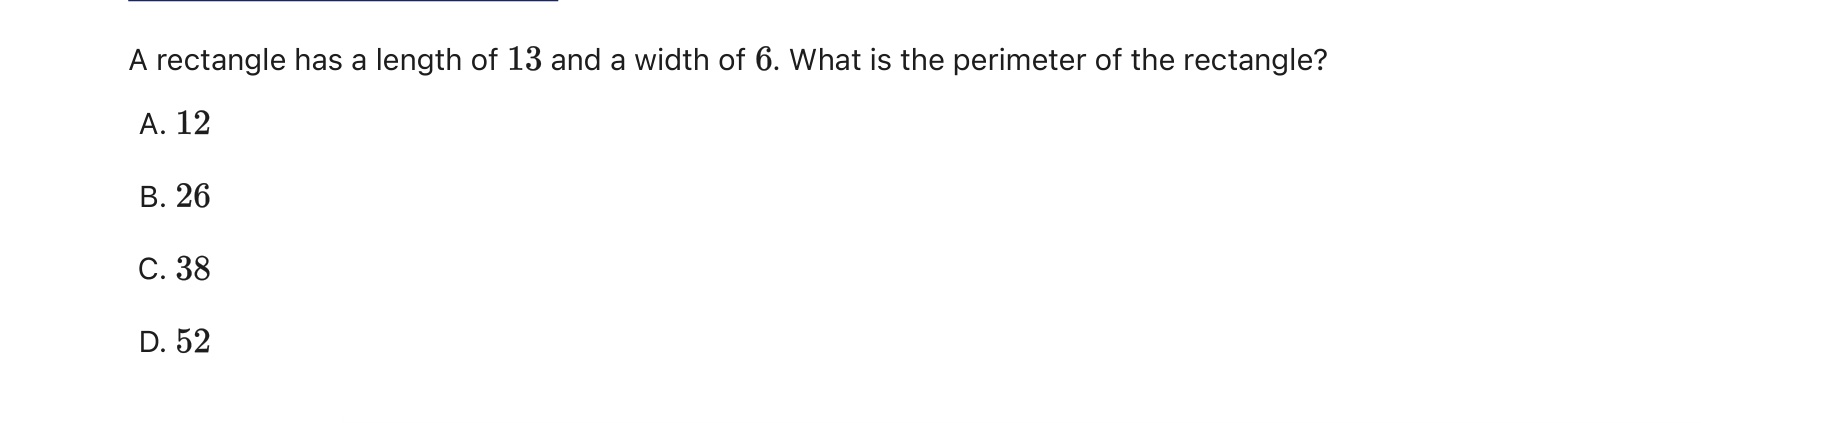 A rectangle has a length of 13 and a width of 6. What is the perimeter of the rectangle?
A. 12
B. 26
C. 38
D. 52